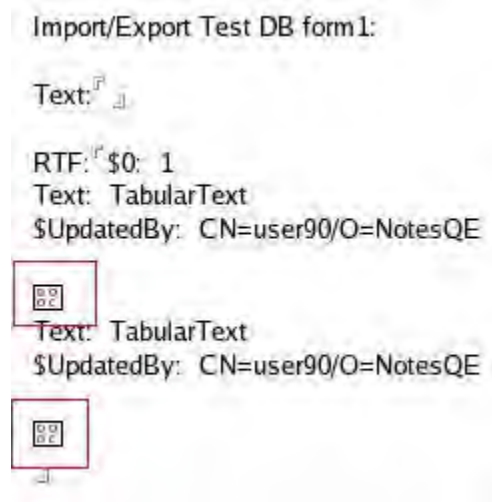 Import/Export Test DB form1:
Text:
RTF: $0: 1
Text: TabularText
$UpdatedBy: CN=user90/O=NotesQE
Text: TabularText
$UpdatedBy: CN=user90/O=NotesQE